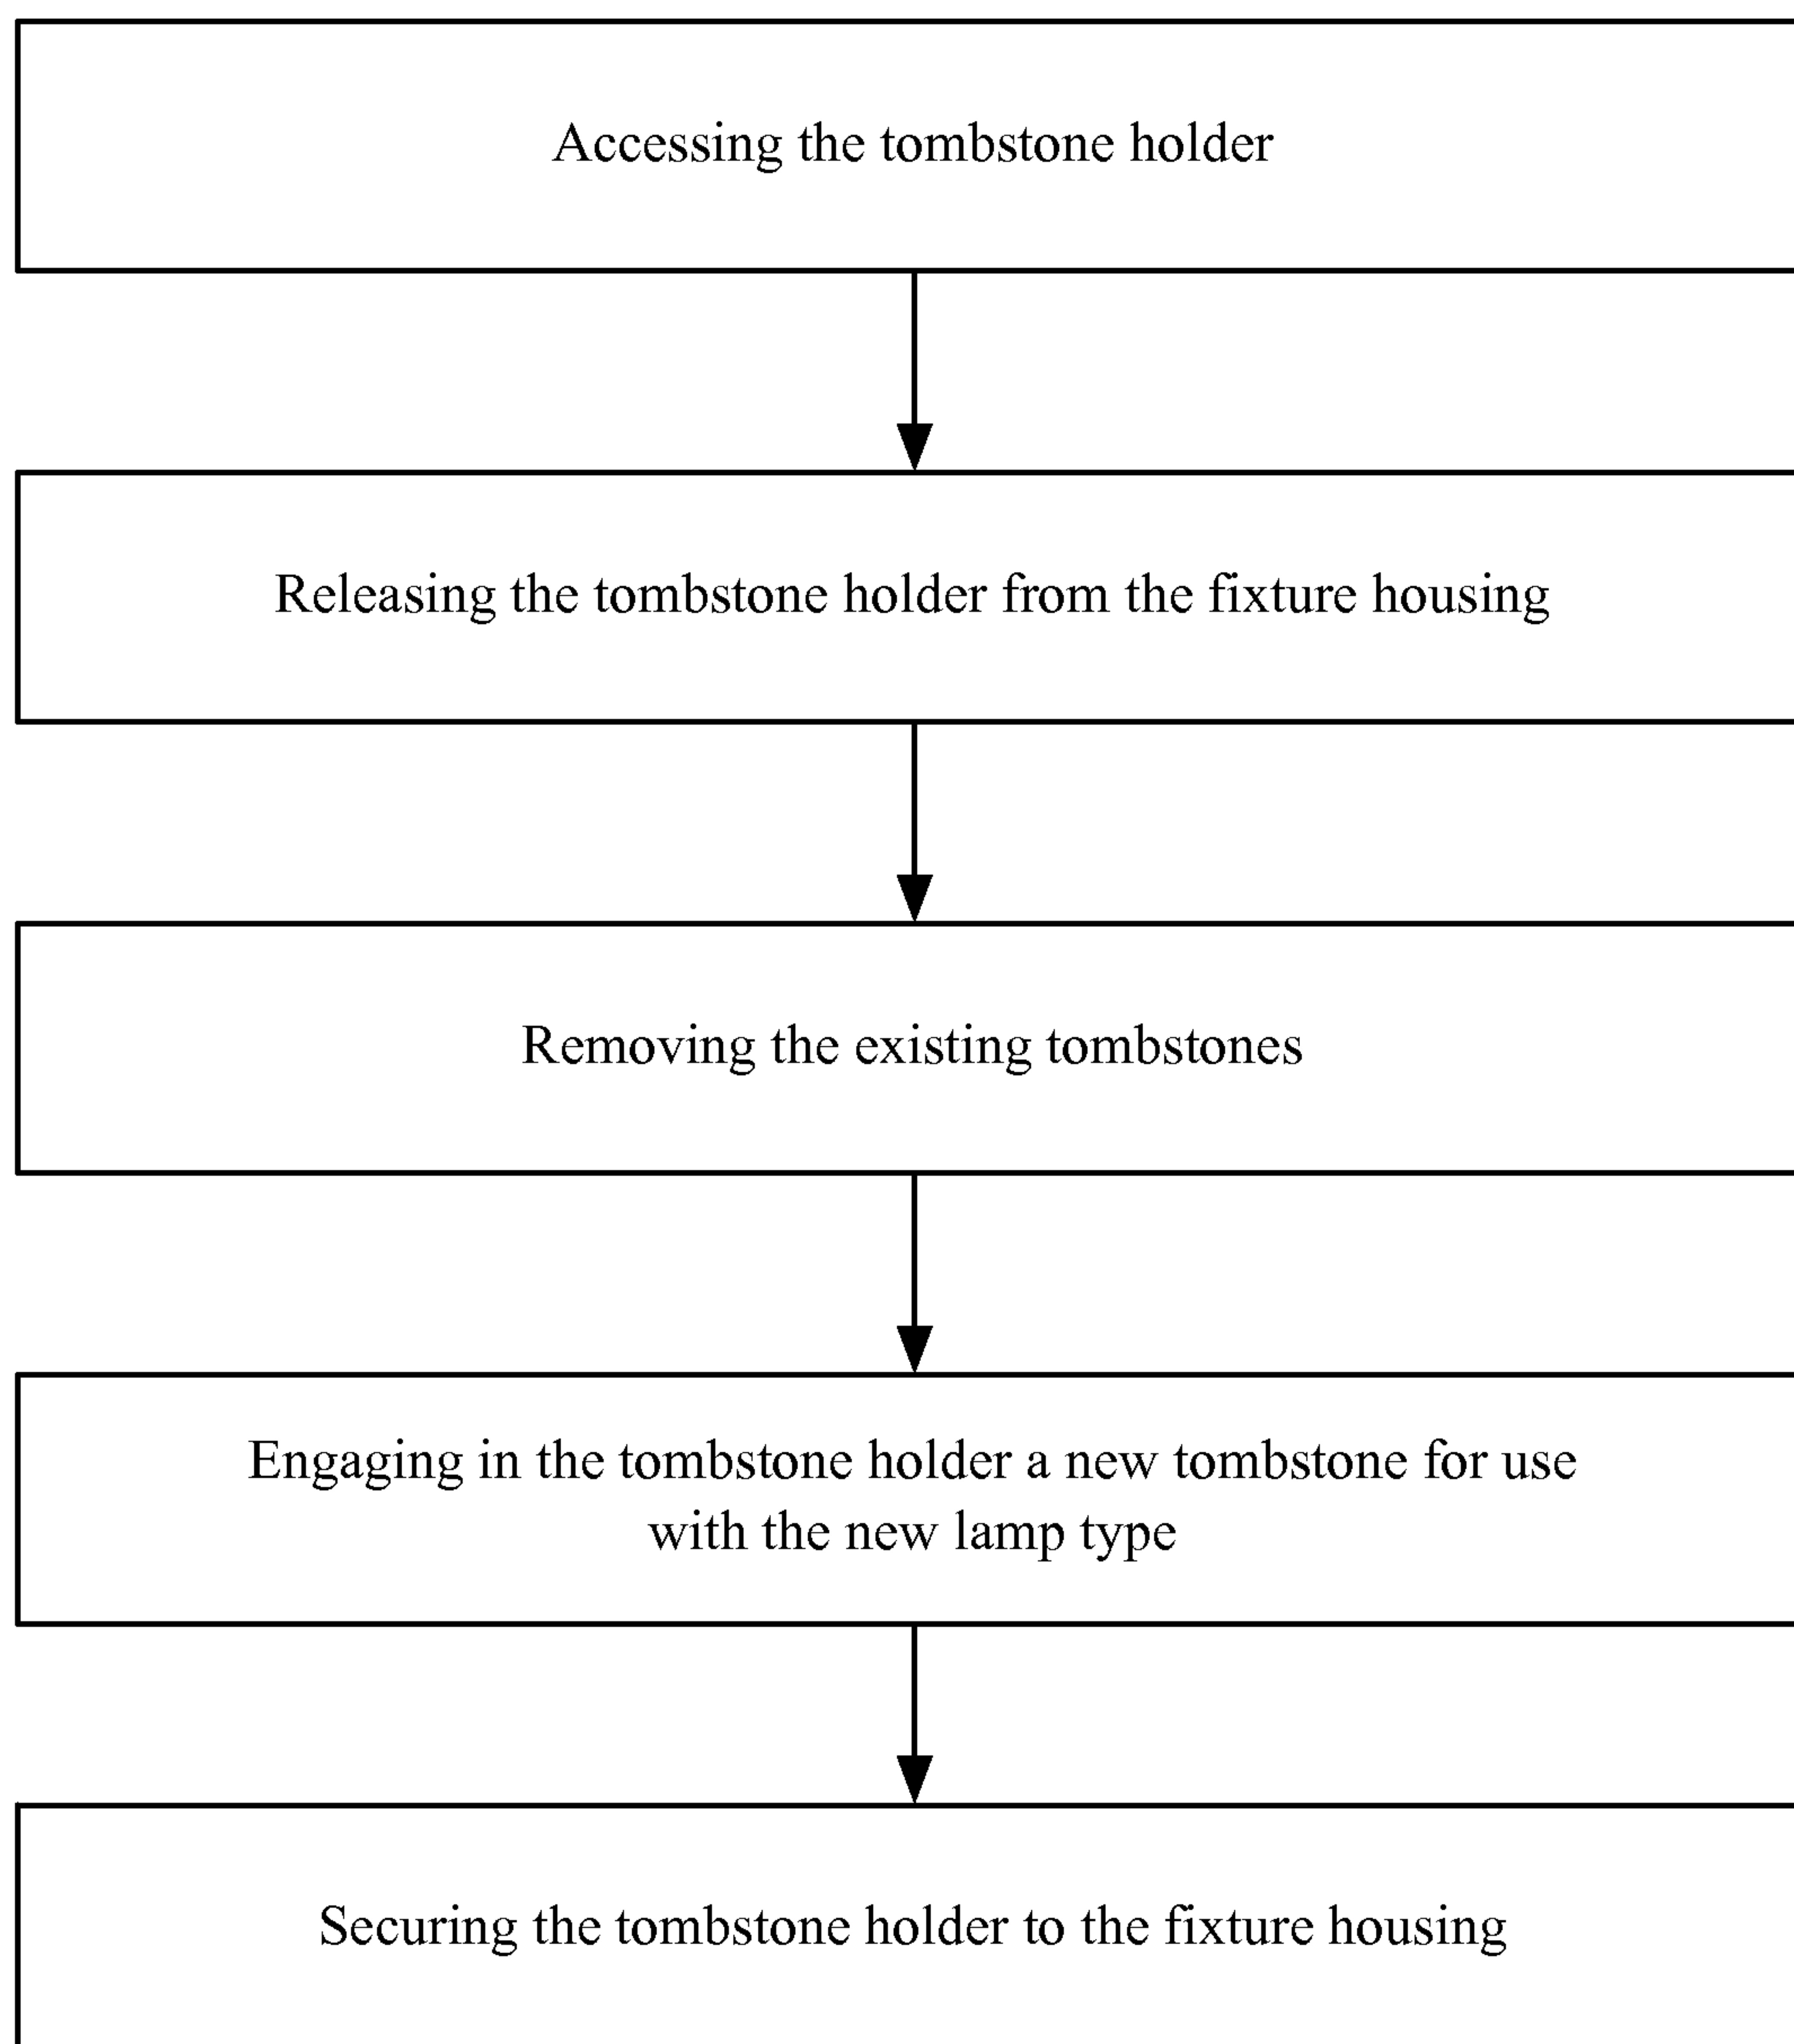 Accessing the tombstone holder
Releasing the tombstone holder from the fixture housing
Removing the existing tombstones
Engaging in the tombstone holder a new tombstone for use
with the new lamp type
Securing the tombstone holder to the fixture housing